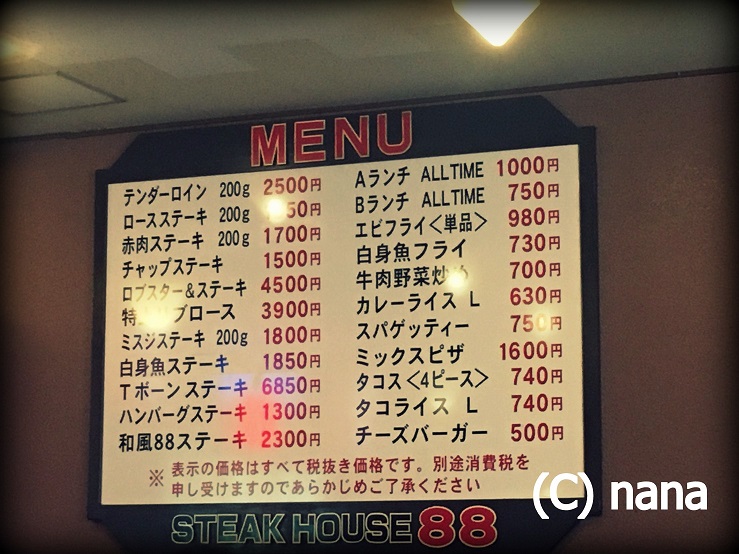 MENU
テンダーロイン 200g 2500円
ロースステーキ 200g 50円
赤肉ステーキ 200g 1700円
チャップステーキ 1500円
ロブスター&ステーキ 4500円
特 ブロース 3900円
ミスジステーキ 200g 1800円
白身魚ステーキ 1850円
Tボーンステーキ 6850円
ハンバーグステーキ 1300円
和風88ステーキ 2300円
Aランチ ALLTIME 1000円
Bランチ ALLTIME 750円
エビフライ<単品> 980円
白身魚フライ 730円
牛肉野菜炒め 700円
カレーライス L 630円
スパゲッティー 750円
ミックスピザ 1600円
タコス<4ピース> 740円
タコライス L 740円
チーズバーガー 500円
※ 表示の価格はすべて税抜き価格です。別途消費税を
申し受けますのであらかじめご了承ください
STEAK HOUSE 88
(C) nana